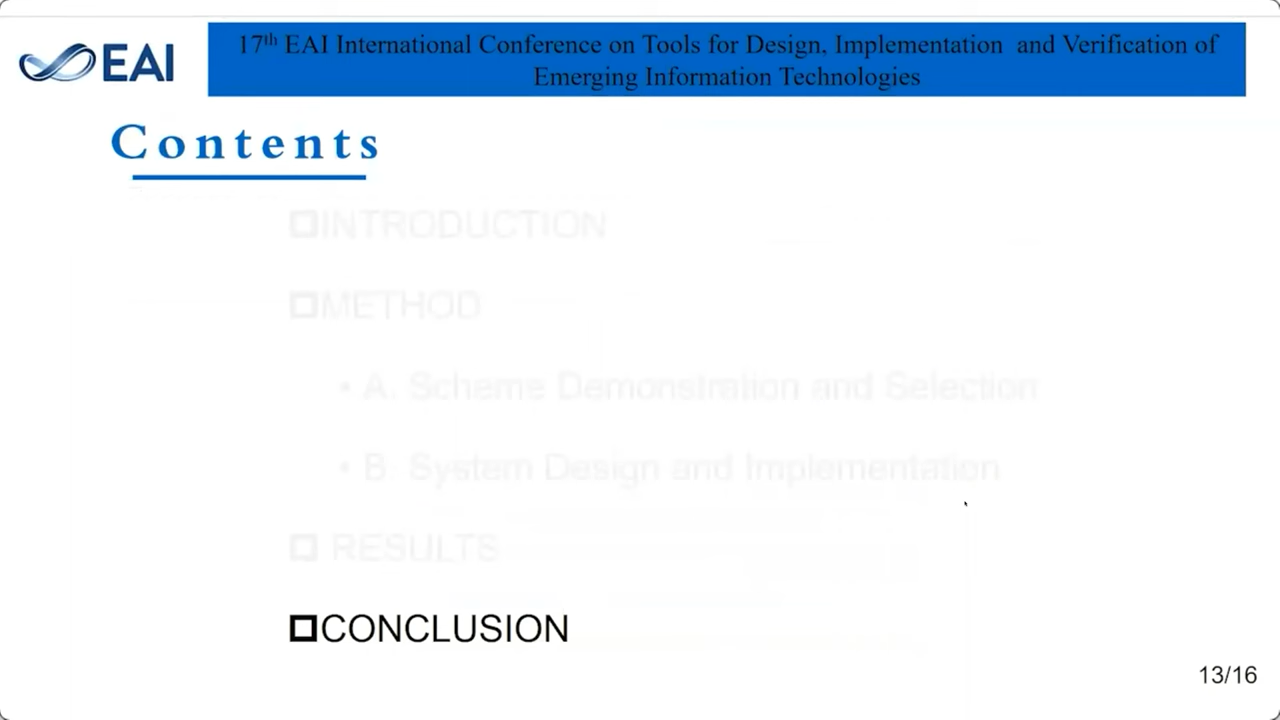 EAI
17th EAI International Conference on Tools for Design, Implementation and Verification of
Emerging Information Technologies
Contents
INTRODUCTION
METHOD
• A. Scheme Demonstration and Selection
• B. System Design and Implementation
RESULTS
CONCLUSION
13/16